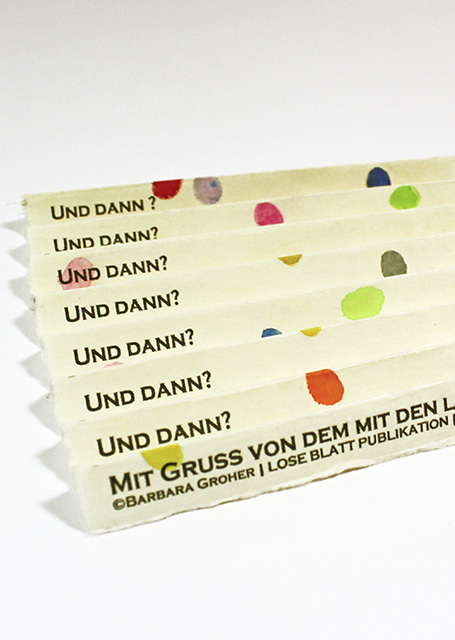 UND DANN ?
UND DANN?
UND DANN?
UND DANN?
UND DANN?
UND DANN?
UND DANN?
MIT GRUSS VON DEM MIT DEN
©BARBARA GROHER | LOSE BLATT PUBLIKATION |